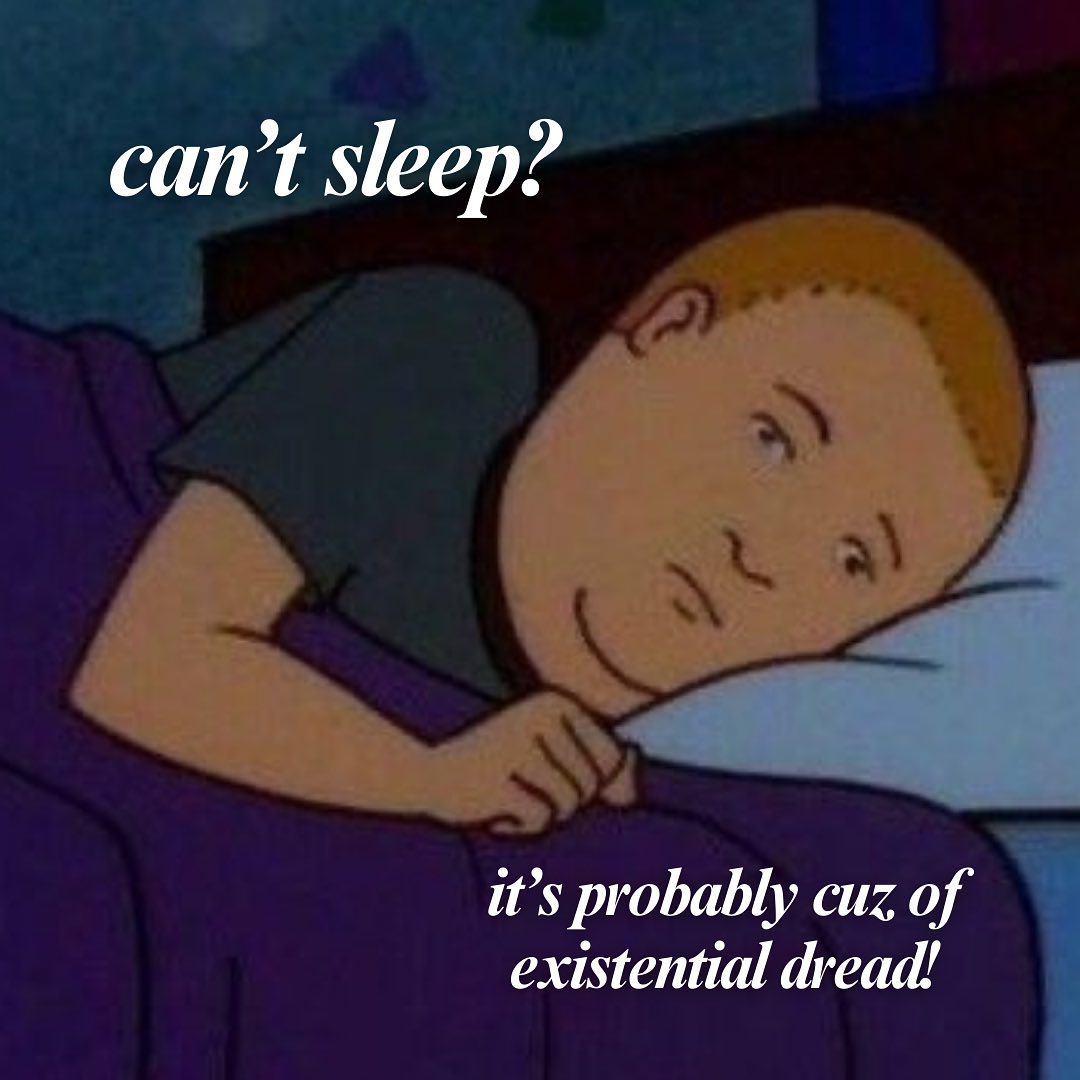 can’t sleep?
it’s probably cuz of
existential dread!